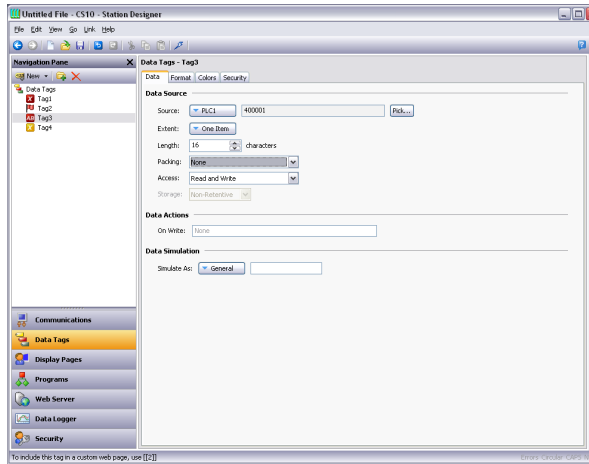 Untitled File - CS10 - Station Designer
File Edit View Go Link Help
Navigation Pane X
New
Data Tags
Tag1
Tag2
Tag3
Tag4
Communications
Data Tags
Display Pages
Programs
Web Server
Data Logger
Security
Data Tags - Tag3
Data Format Colors Security
Data Source
Source: PLC1 400001 Pick...
Extent: One Item
Length: 16 characters
Packing: None
Access: Read and Write
Storage: Non-Retentive
Data Actions
On Write: None
Data Simulation
Simulate As: General
To include this tag in a custom web page, use [[2]]
Errors Circular CAPS